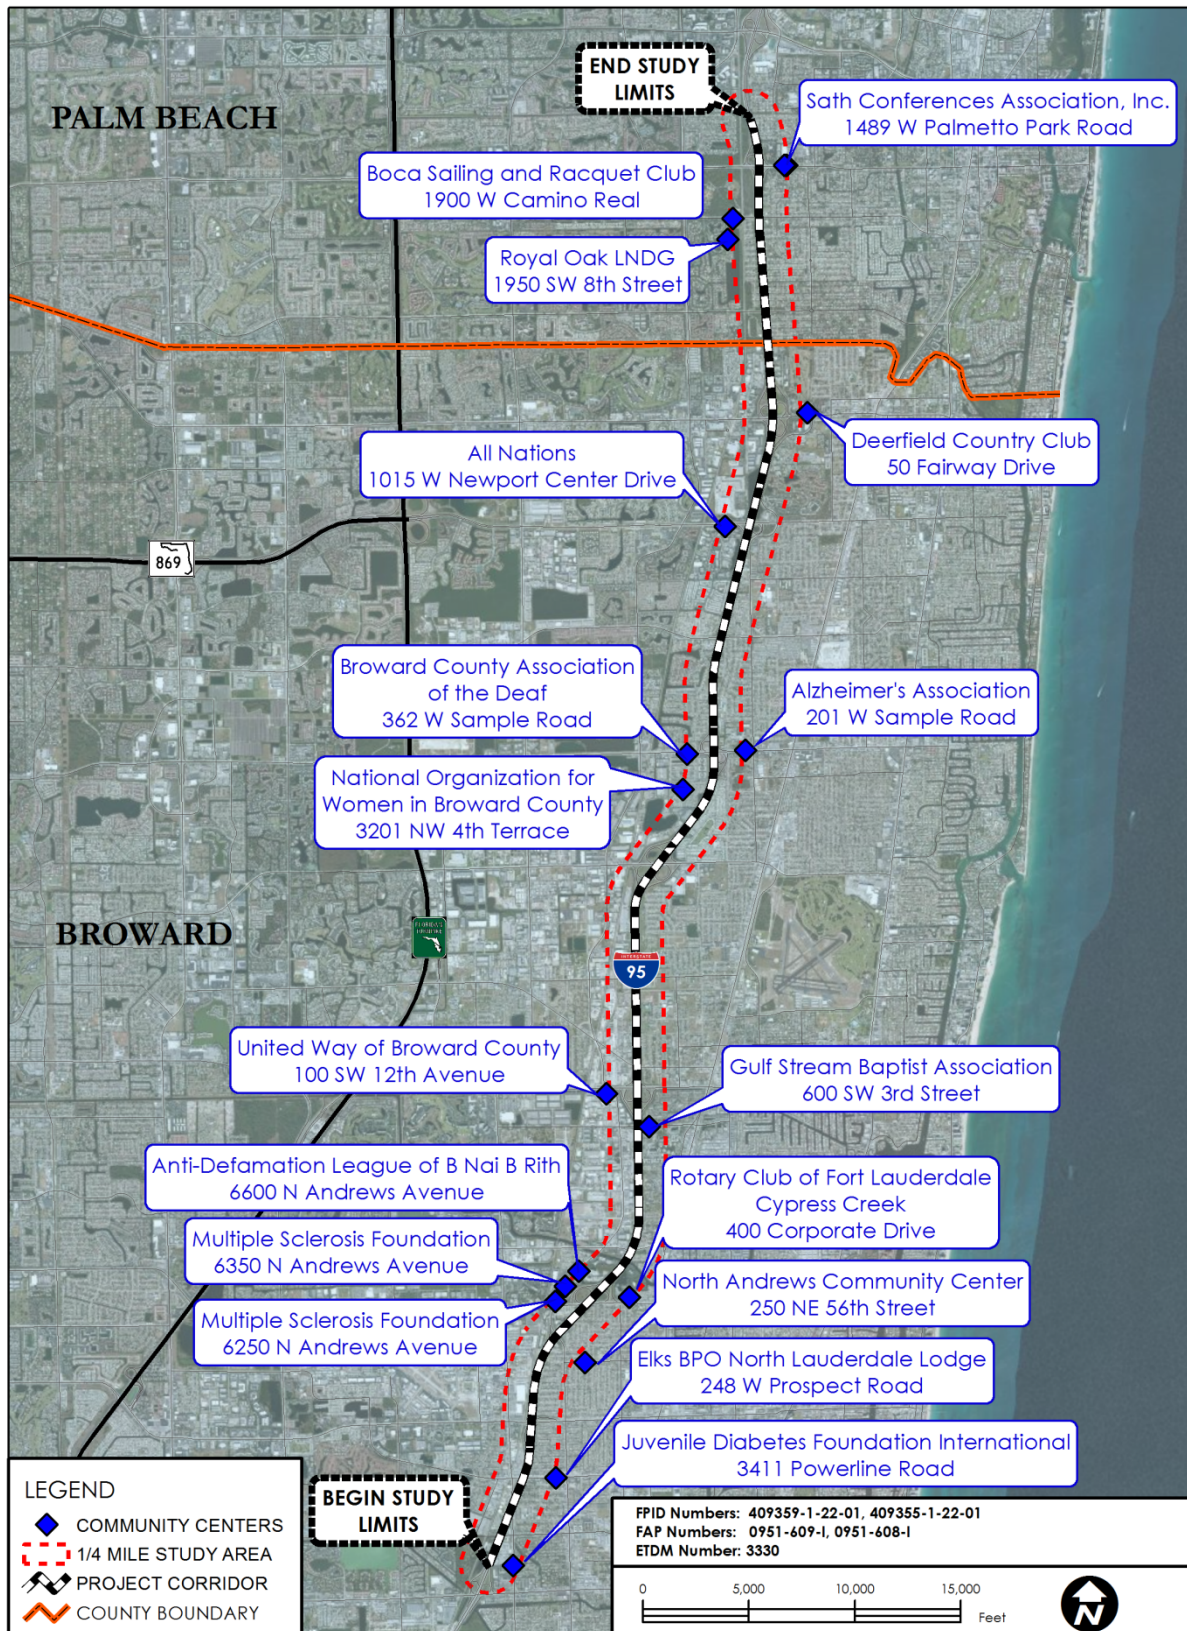 END STUDY
LIMITS
PALM BEACH
Sath Conferences Association, Inc.
1489 W Palmetto Park Road
Boca Sailing and Racquet Club
1900 W Camino Real
Royal Oak LNDG
1950 SW 8th Street
Deerfield Country Club
50 Fairway Drive
All Nations
1015 W Newport Center Drive
869
Broward County Association
of the Deaf
362 W Sample Road
Alzheimer's Association
201 W Sample Road
National Organization for
Women in Broward County
3201 NW 4th Terrace
BROWARD
INTERSTATE
95
United Way of Broward County
100 SW 12th Avenue
Gulf Stream Baptist Association
600 SW 3rd Street
Anti-Defamation League of B Nai B Rith
6600 N Andrews Avenue
Rotary Club of Fort Lauderdale
Cypress Creek
400 Corporate Drive
Multiple Sclerosis Foundation
6350 N Andrews Avenue
North Andrews Community Center
250 NE 56th Street
Multiple Sclerosis Foundation
6250 N Andrews Avenue
Elks BPO North Lauderdale Lodge
248 W Prospect Road
Juvenile Diabetes Foundation International
3411 Powerline Road
BEGIN STUDY
LIMITS
LEGEND
COMMUNITY CENTERS
1/4 MILE STUDY AREA
PROJECT CORRIDOR
COUNTY BOUNDARY
FPID Numbers: 409359-1-22-01, 409355-1-22-01
FAP Numbers: 0951-609-I, 0951-608-I
ETDM Number: 3330
0 5,000 10,000 15,000
Feet
N